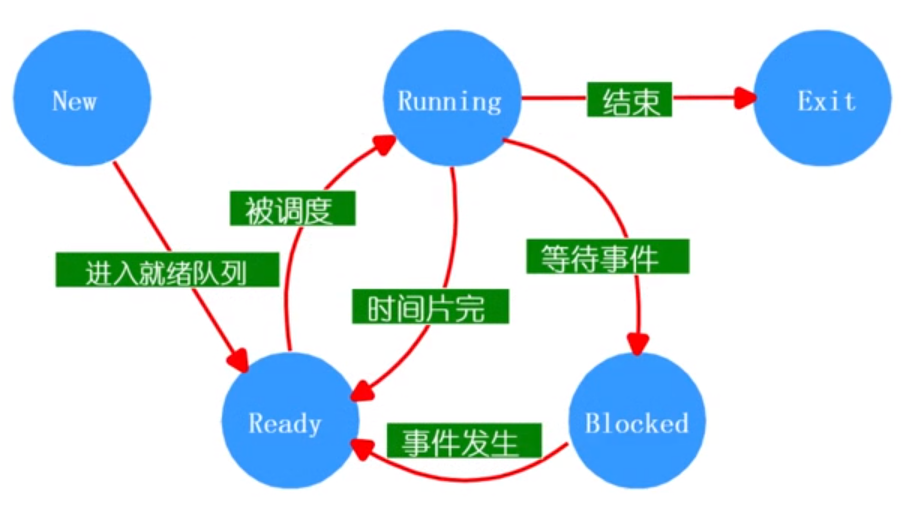 New
Running
结束
Exit
被调度
进入就绪队列
等待事件
时间片完
Ready
事件发生
Blocked